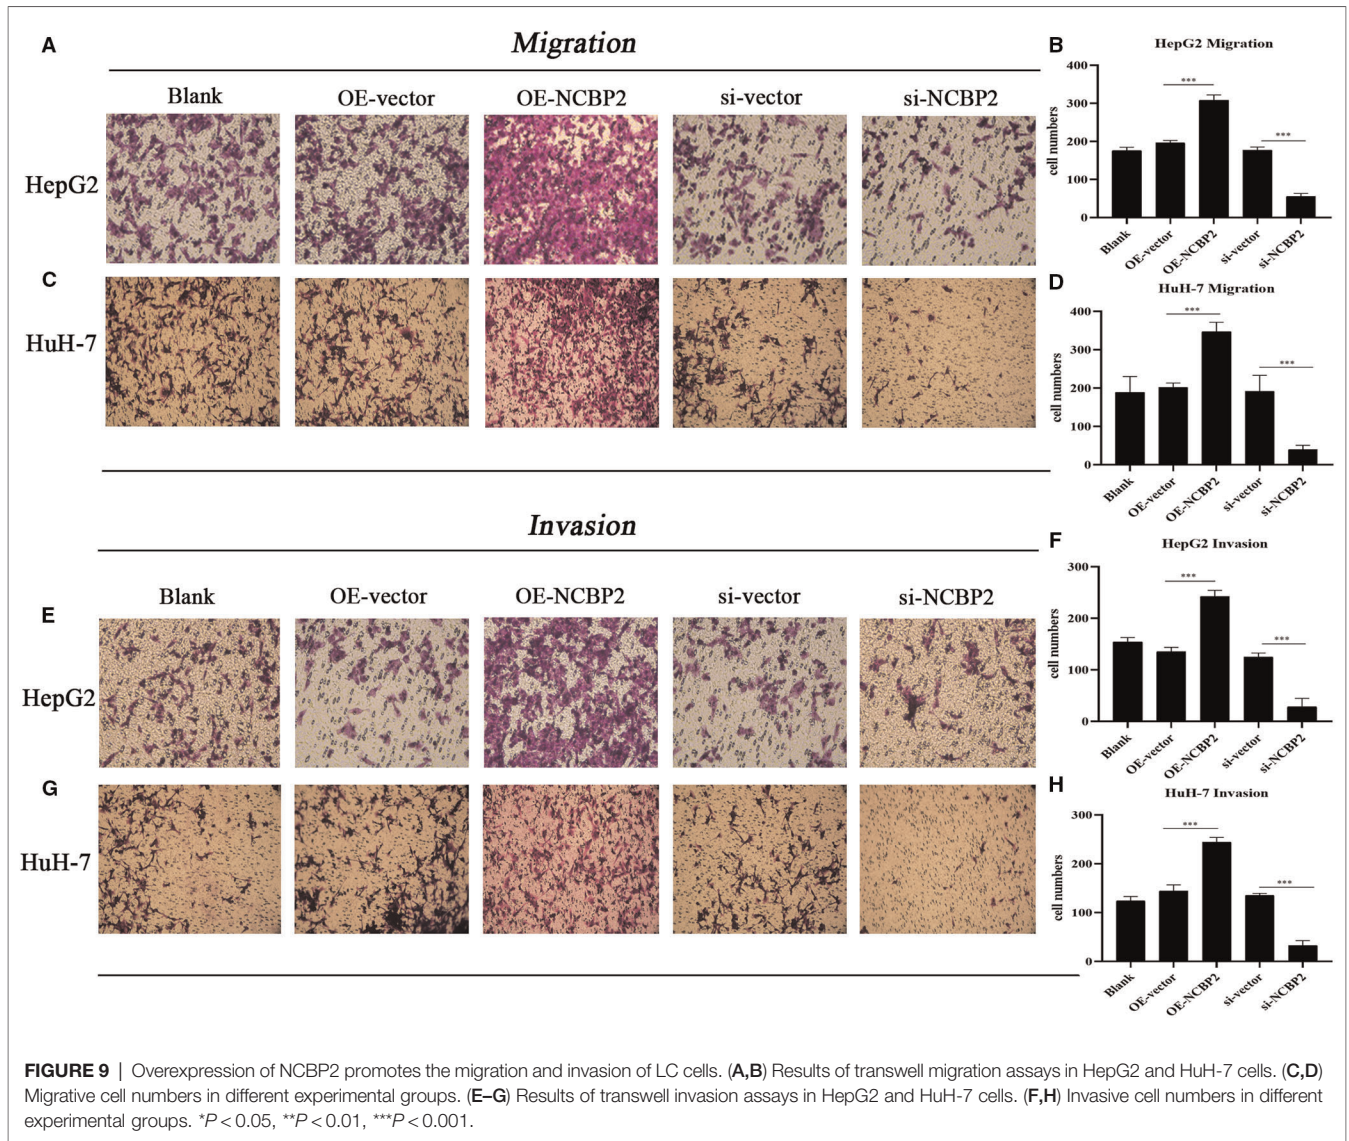 A
Migration
Blank
OE-vector
OE-NCBP2
si-vector
si-NCBP2
HepG2
C
HuH-7
B
HepG2 Migration
cell numbers
400
300
200
100
0
***
***
Blank
OE-vector
OE-NCBP2
si-vector
si-NCBP2
D
HuH-7 Migration
cell numbers
400
300
200
100
0
***
***
Blank
OE-vector
OE-NCBP2
si-vector
si-NCBP2
Invasion
Blank
OE-vector
OE-NCBP2
si-vector
si-NCBP2
E
HepG2
G
HuH-7
F
HepG2 Invasion
cell numbers
300
200
100
0
***
***
Blank
OE-vector
OE-NCBP2
si-vector
si-NCBP2
H
HuH-7 Invasion
cell numbers
300
200
100
0
***
***
Blank
OE-vector
OE-NCBP2
si-vector
si-NCBP2
FIGURE 9 | Overexpression of NCBP2 promotes the migration and invasion of LC cells. (A,B) Results of transwell migration assays in HepG2 and HuH-7 cells. (C,D)
Migrative cell numbers in different experimental groups. (E–G) Results of transwell invasion assays in HepG2 and HuH-7 cells. (F,H) Invasive cell numbers in different
experimental groups. *P < 0.05, **P < 0.01, ***P < 0.001.